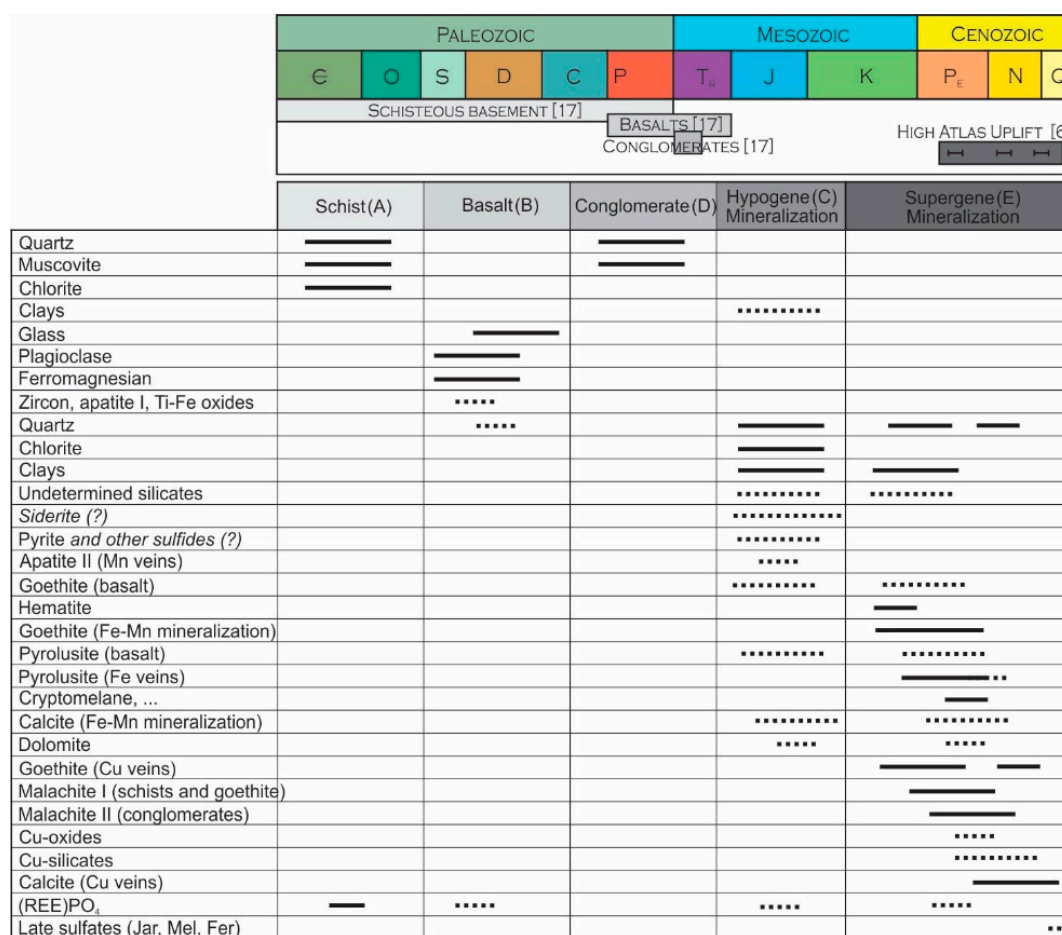 PALEOZOIC MESOZOIC CENOZOIC
Є O S D C P TR J K PE N Q
SCHISTEOUS BASEMENT [17]
BASALTS [17]
CONGLOMERATES [17]
HIGH ATLAS UPLIFT [6
Schist (A) Basalt (B) Conglomerate (D) Hypogene (C) Mineralization Supergene (E) Mineralization
Quartz
Muscovite
Chlorite
Clays
Glass
Plagioclase
Ferromagnesian
Zircon, apatite I, Ti-Fe oxides
Quartz
Chlorite
Clays
Undetermined silicates
Siderite (?)
Pyrite and other sulfides (?)
Apatite II (Mn veins)
Goethite (basalt)
Hematite
Goethite (Fe-Mn mineralization)
Pyrolusite (basalt)
Pyrolusite (Fe veins)
Cryptomelane, ...
Calcite (Fe-Mn mineralization)
Dolomite
Goethite (Cu veins)
Malachite I (schists and goethite)
Malachite II (conglomerates)
Cu-oxides
Cu-silicates
Calcite (Cu veins)
(REE)PO₄
Late sulfates (Jar, Mel, Fer)